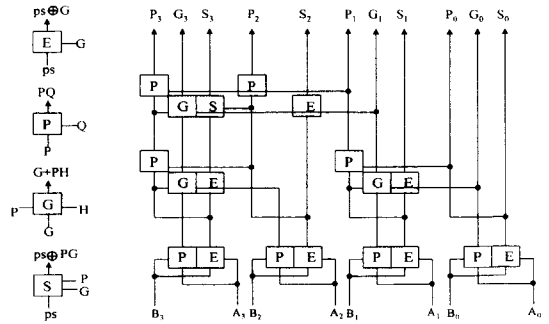 ps⊕G
E G
ps
PQ
P Q
P
G+PH
P G H
G
ps⊕PG
S P
G
ps
P₃ G₃ S₃ P₂ S₂ P₁ G₁ S₁ P₀ G₀ S₀
P P
G S E
P P
G E G E
P E P E P E P E
B₃ A₃ B₂ A₂ B₁ A₁ B₀ A₀